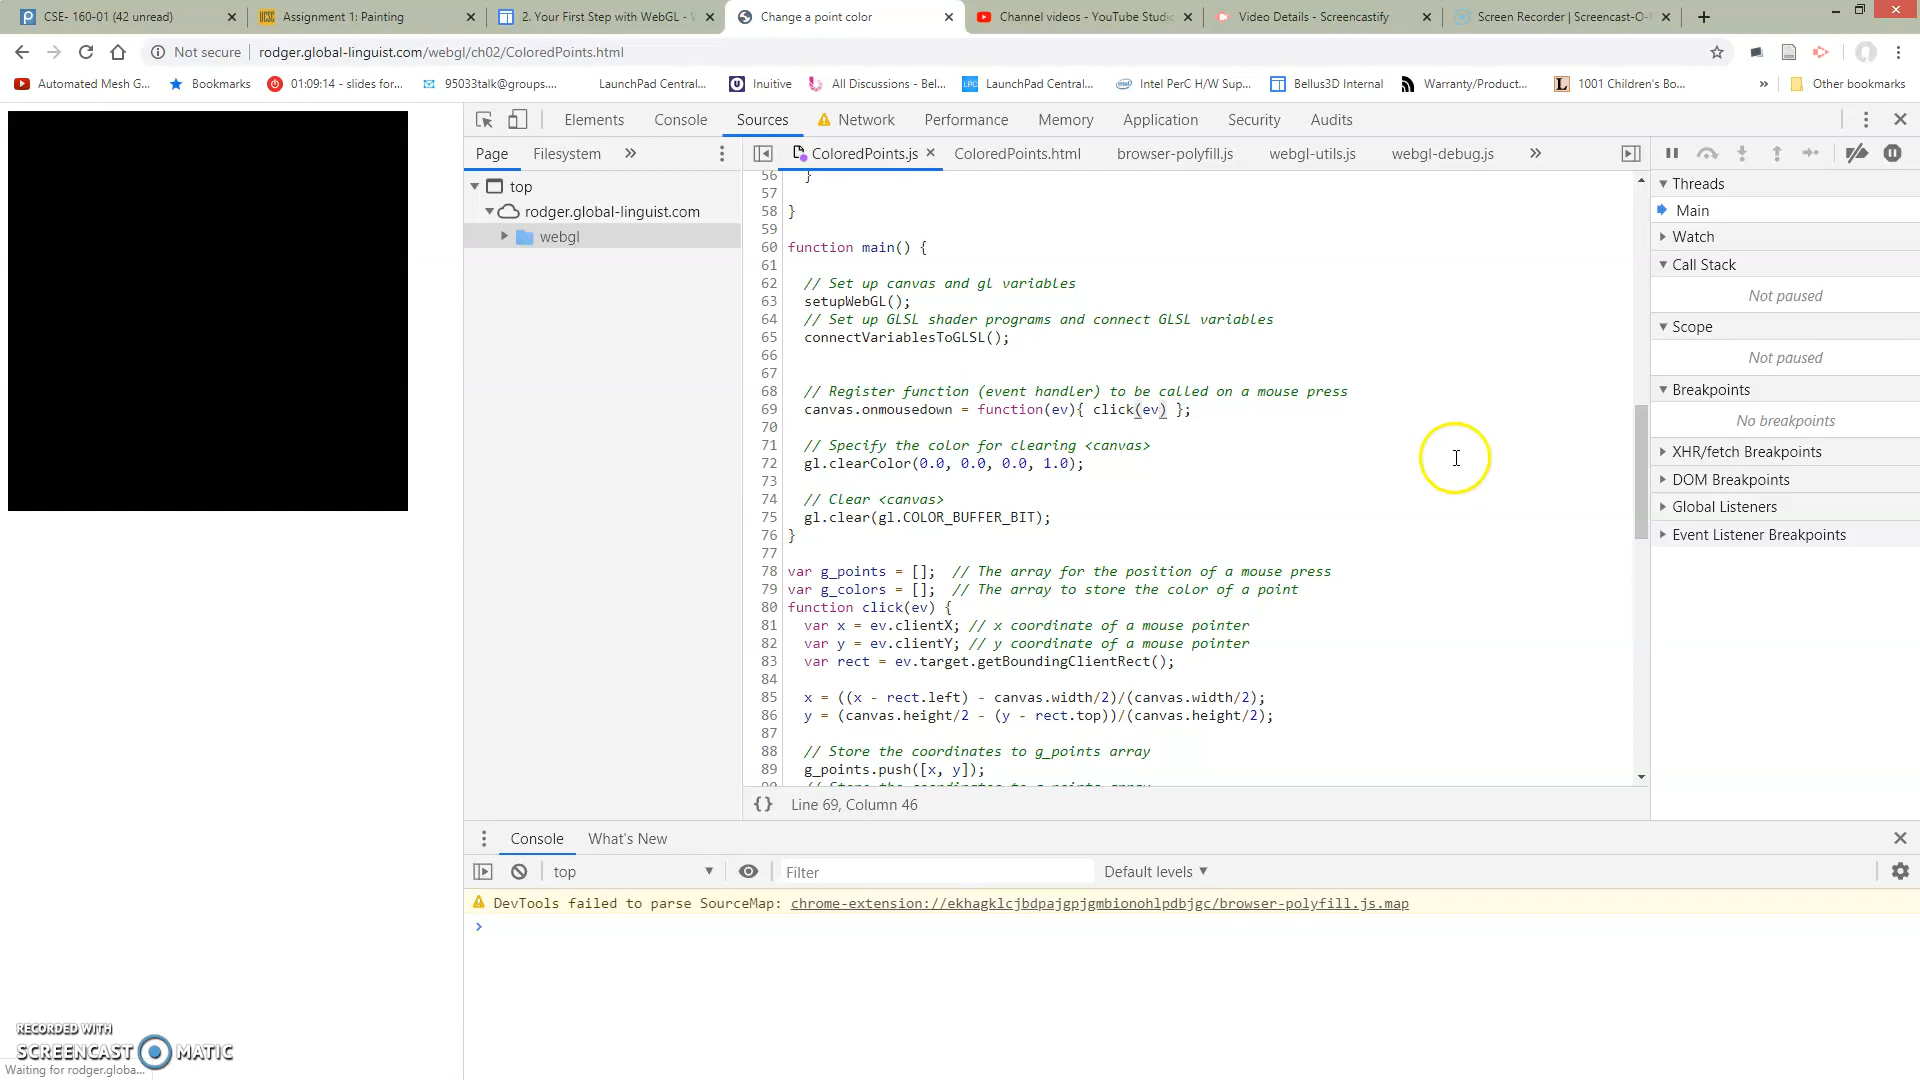 CSE- 160-01 (42 unread)
Assignment 1: Painting
2. Your First Step with WebGL - W
Change a point color
Channel videos - YouTube Studio
Video Details - Screencastify
Screen Recorder | Screencast-O-M
Not secure
rodger.global-linguist.com/webgl/ch02/ColoredPoints.html
Automated Mesh G...
Bookmarks
01:09:14 - slides for...
95033talk@groups....
LaunchPad Central...
Inuitive
All Discussions - Bel...
LPC
LaunchPad Central...
intel
Intel PerC H/W Sup...
Bellus3D Internal
Warranty/Product...
L
1001 Children's Bo...
»
Other bookmarks
Elements
Console
Sources
Network
Performance
Memory
Application
Security
Audits
Page
Filesystem
»
ColoredPoints.js
ColoredPoints.html
browser-polyfill.js
webgl-utils.js
webgl-debug.js
»
top
rodger.global-linguist.com
webgl
56 }
57
58 }
59
60 function main() {
61
62 // Set up canvas and gl variables
63 setupWebGL();
64 // Set up GLSL shader programs and connect GLSL variables
65 connectVariablesToGLSL();
66
67
68 // Register function (event handler) to be called on a mouse press
69 canvas.onmousedown = function(ev){ click(ev) };
70
71 // Specify the color for clearing <canvas>
72 gl.clearColor(0.0, 0.0, 0.0, 1.0);
73
74 // Clear <canvas>
75 gl.clear(gl.COLOR_BUFFER_BIT);
76 }
77
78 var g_points = []; // The array for the position of a mouse press
79 var g_colors = []; // The array to store the color of a point
80 function click(ev) {
81 var x = ev.clientX; // x coordinate of a mouse pointer
82 var y = ev.clientY; // y coordinate of a mouse pointer
83 var rect = ev.target.getBoundingClientRect();
84
85 x = ((x - rect.left) - canvas.width/2)/(canvas.width/2);
86 y = (canvas.height/2 - (y - rect.top))/(canvas.height/2);
87
88 // Store the coordinates to g_points array
89 g_points.push([x, y]);
90 // Store the coordinates to g_points array
{ } Line 69, Column 46
Threads
Main
Watch
Call Stack
Not paused
Scope
Not paused
Breakpoints
No breakpoints
XHR/fetch Breakpoints
DOM Breakpoints
Global Listeners
Event Listener Breakpoints
Console
What's New
top
Filter
Default levels
DevTools failed to parse SourceMap: chrome-extension://ekhagklcjbdpajgpjgmbionohlpdbjgc/browser-polyfill.js.map
>
RECORDED WITH
SCREENCAST MATIC
Waiting for rodger.globa...